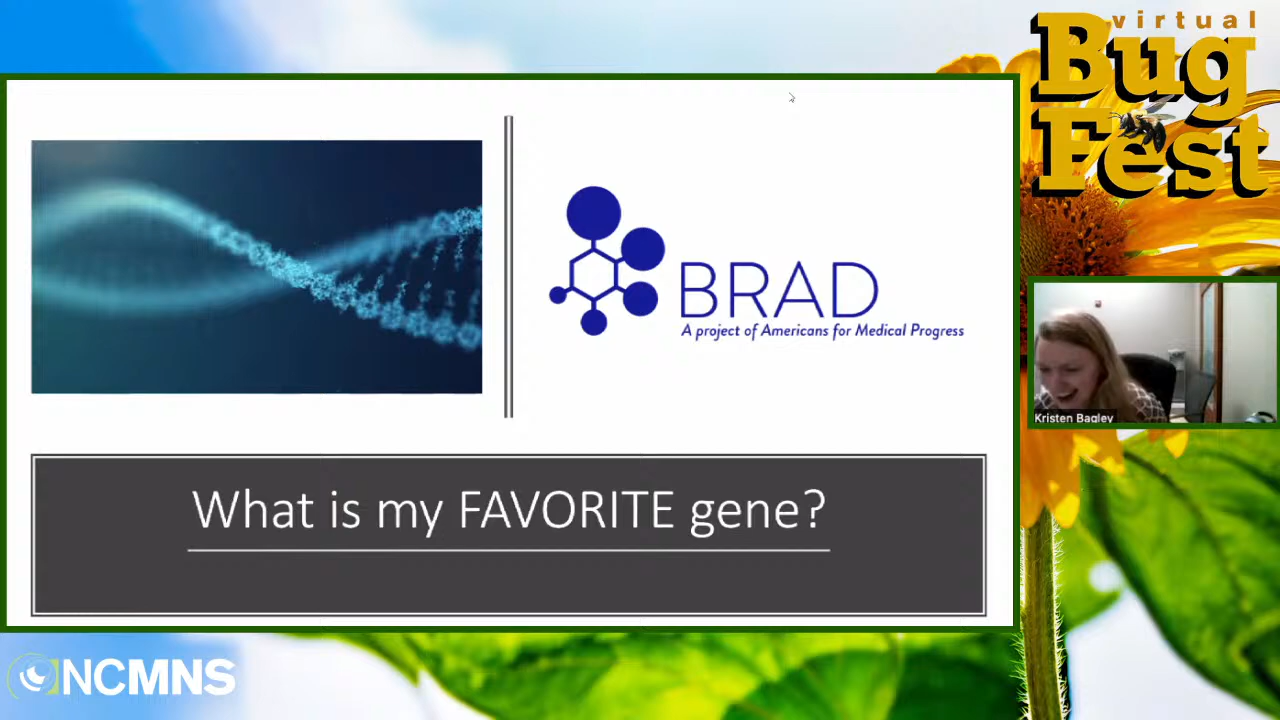 virtual
Bug
Fest
BRAD
A project of Americans for Medical Progress
Kristen Bagley
What is my FAVORITE gene?
NCMNS